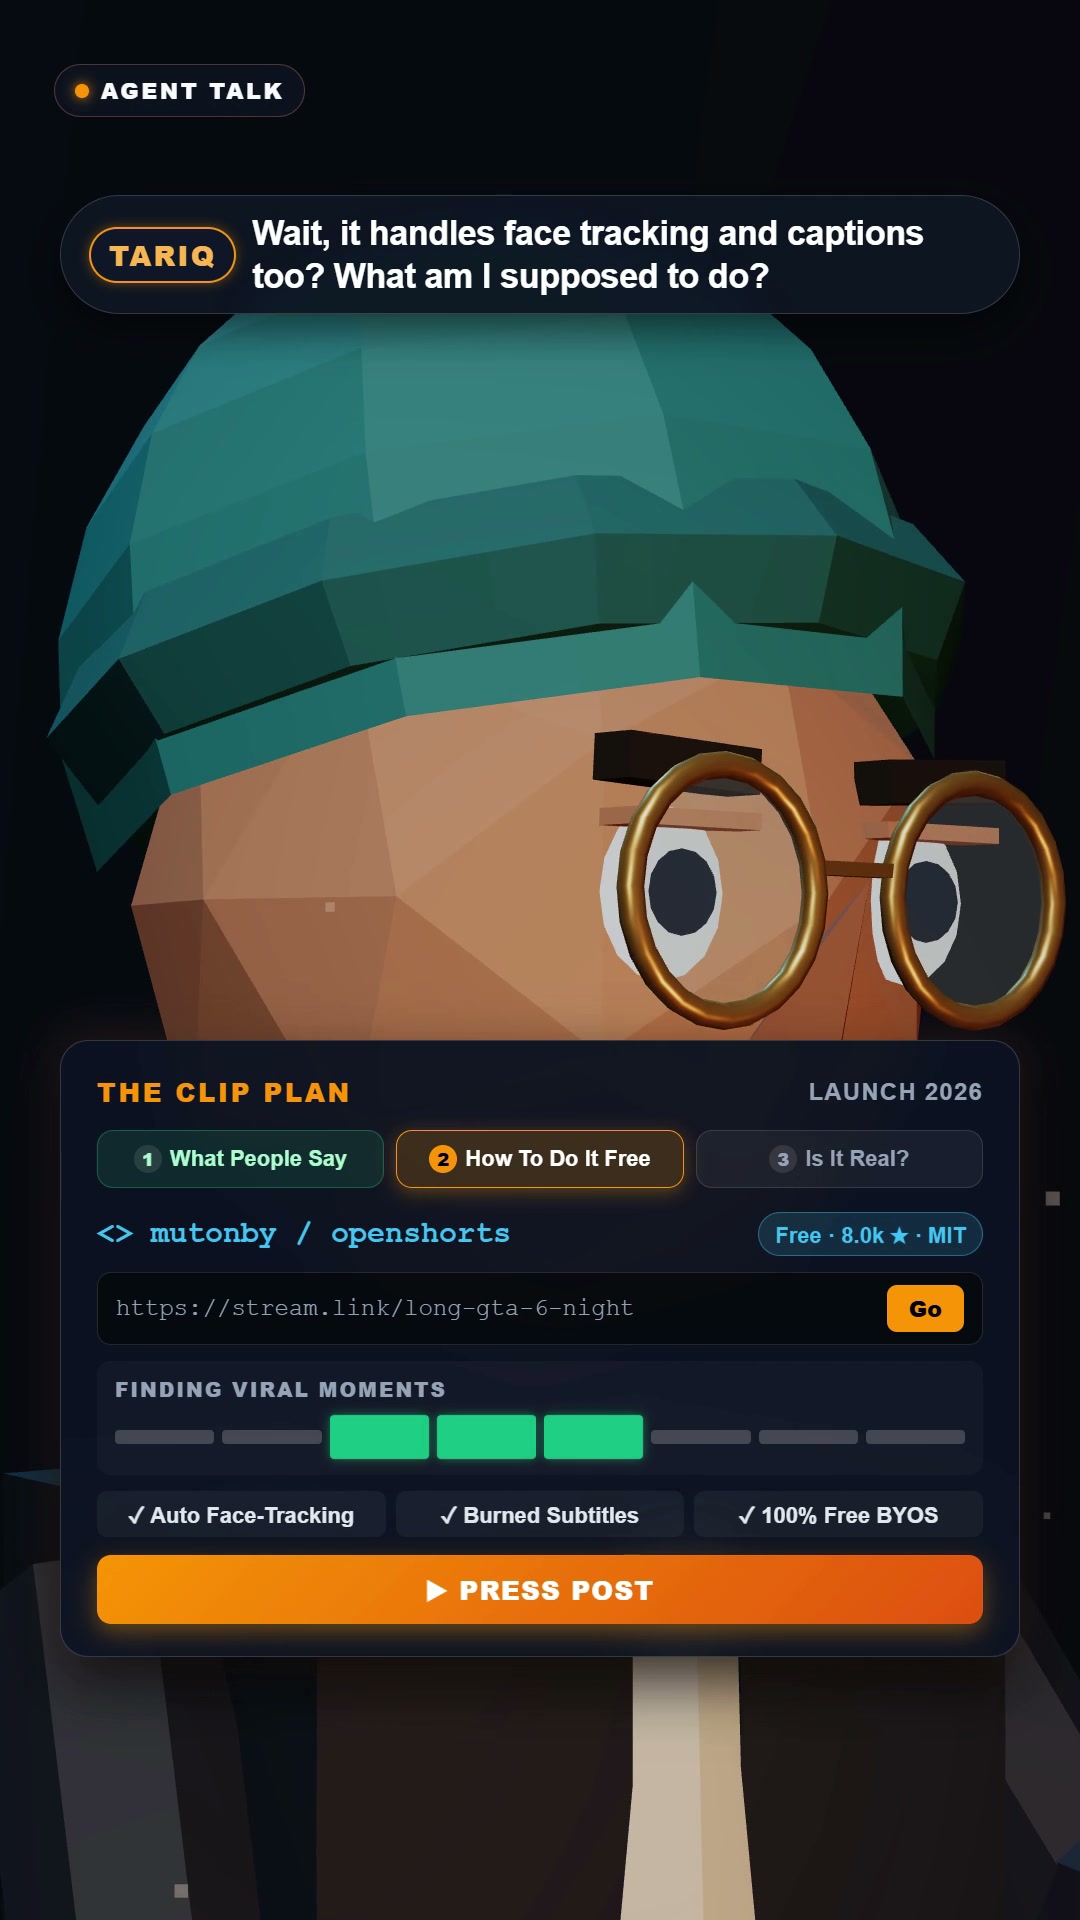 AGENT TALK
TARIQ
Wait, it handles face tracking and captions
too? What am I supposed to do?
THE CLIP PLAN
LAUNCH 2026
1 What People Say
2 How To Do It Free
3 Is It Real?
<> mutonby / openshorts
Free · 8.0k ★ · MIT
https://stream.link/long-gta-6-night
Go
FINDING VIRAL MOMENTS
✓ Auto Face-Tracking
✓ Burned Subtitles
✓ 100% Free BYOS
▶ PRESS POST